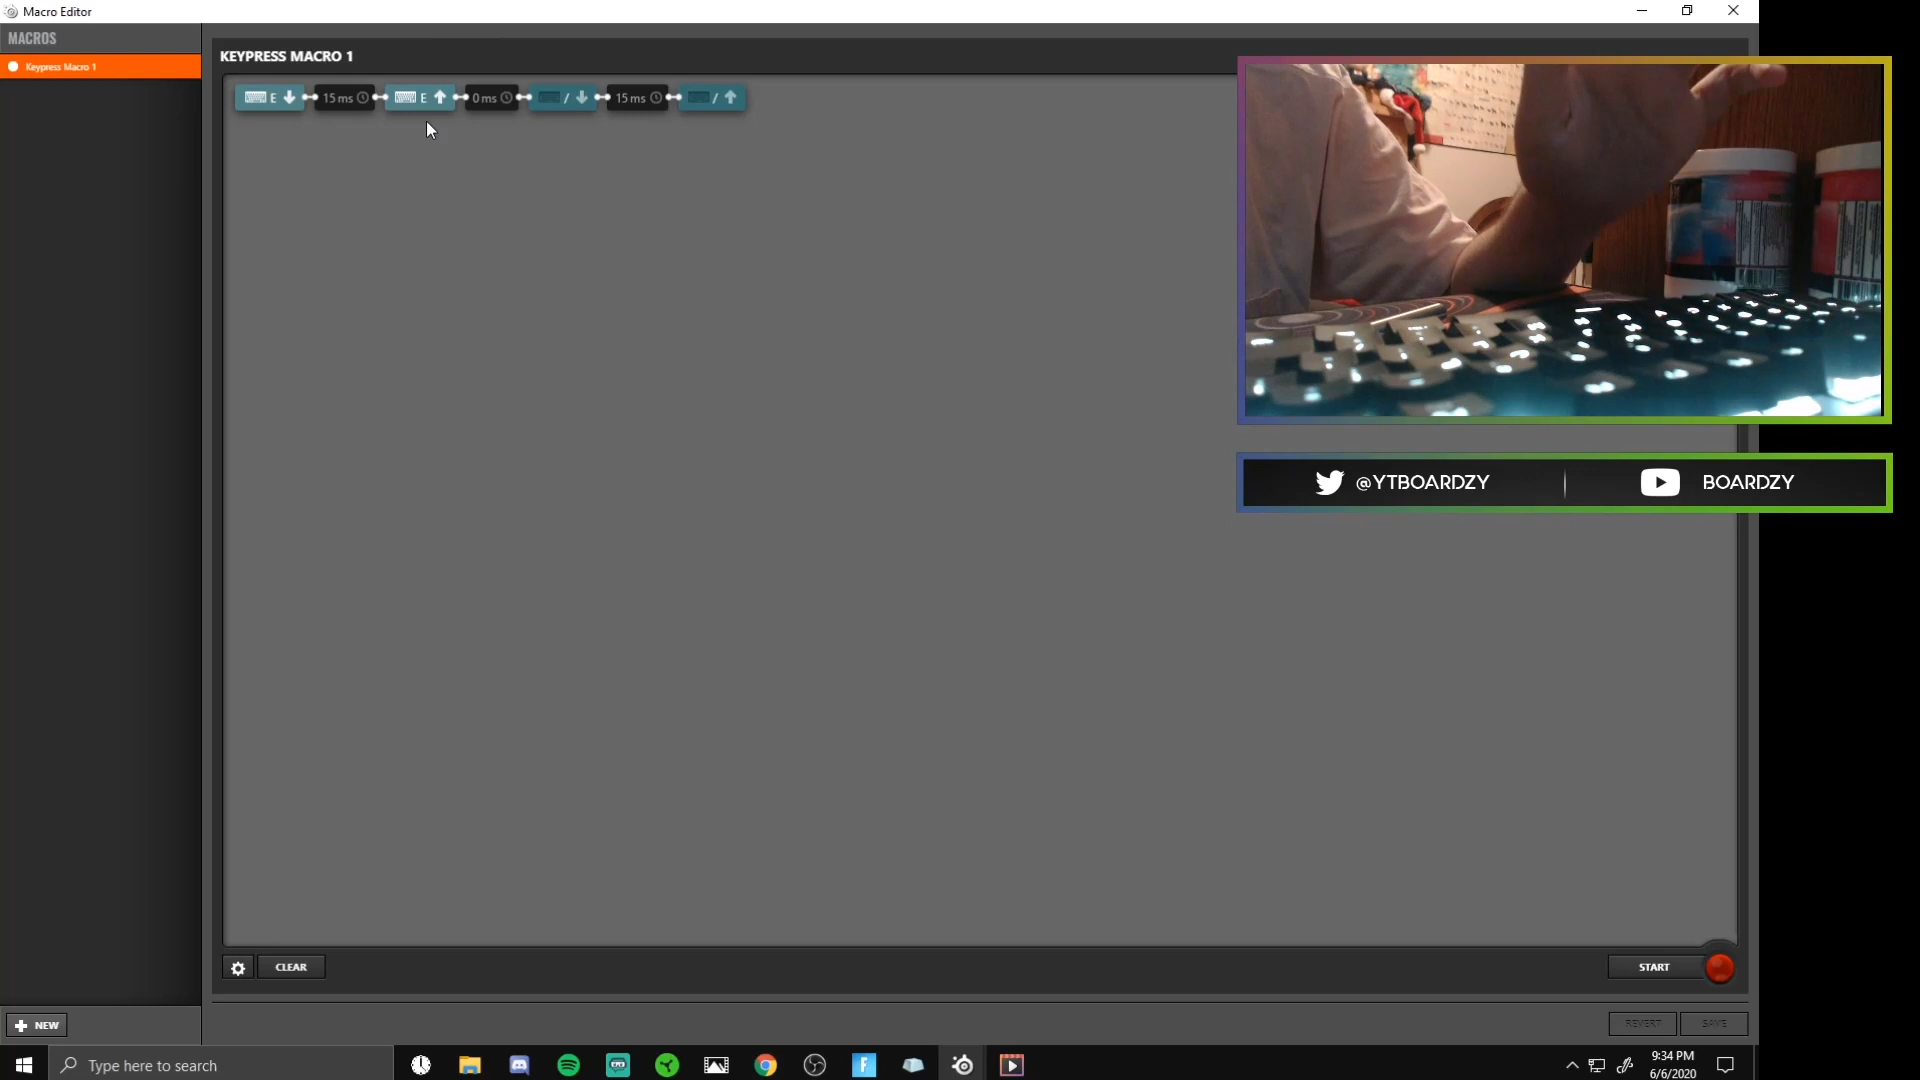 Macro Editor
MACROS
Keypress Macro 1
KEYPRESS MACRO 1
E
15 ms
E
0 ms
/
15 ms
/
@YTBOARDZY
BOARDZY
CLEAR
START
+ NEW
REVERT
SAVE
Type here to search
F
9:34 PM
6/6/2020